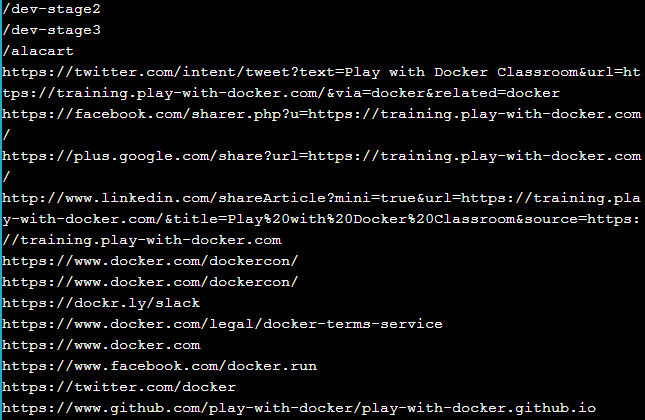 /dev-stage2
/dev-stage3
/alacart
https://twitter.com/intent/tweet?text=Play with Docker Classroom&url=ht
tps://training.play-with-docker.com/&via=docker&related=docker
https://facebook.com/sharer.php?u=https://training.play-with-docker.com
/
https://plus.google.com/share?url=https://training.play-with-docker.com
/
http://www.linkedin.com/shareArticle?mini=true&url=https://training.pla
y-with-docker.com/&title=Play%20with%20Docker%20Classroom&source=https:
//training.play-with-docker.com
https://www.docker.com/dockercon/
https://www.docker.com/dockercon/
https://dockr.ly/slack
https://www.docker.com/legal/docker-terms-service
https://www.docker.com
https://www.facebook.com/docker.run
https://twitter.com/docker
https://www.github.com/play-with-docker/play-with-docker.github.io